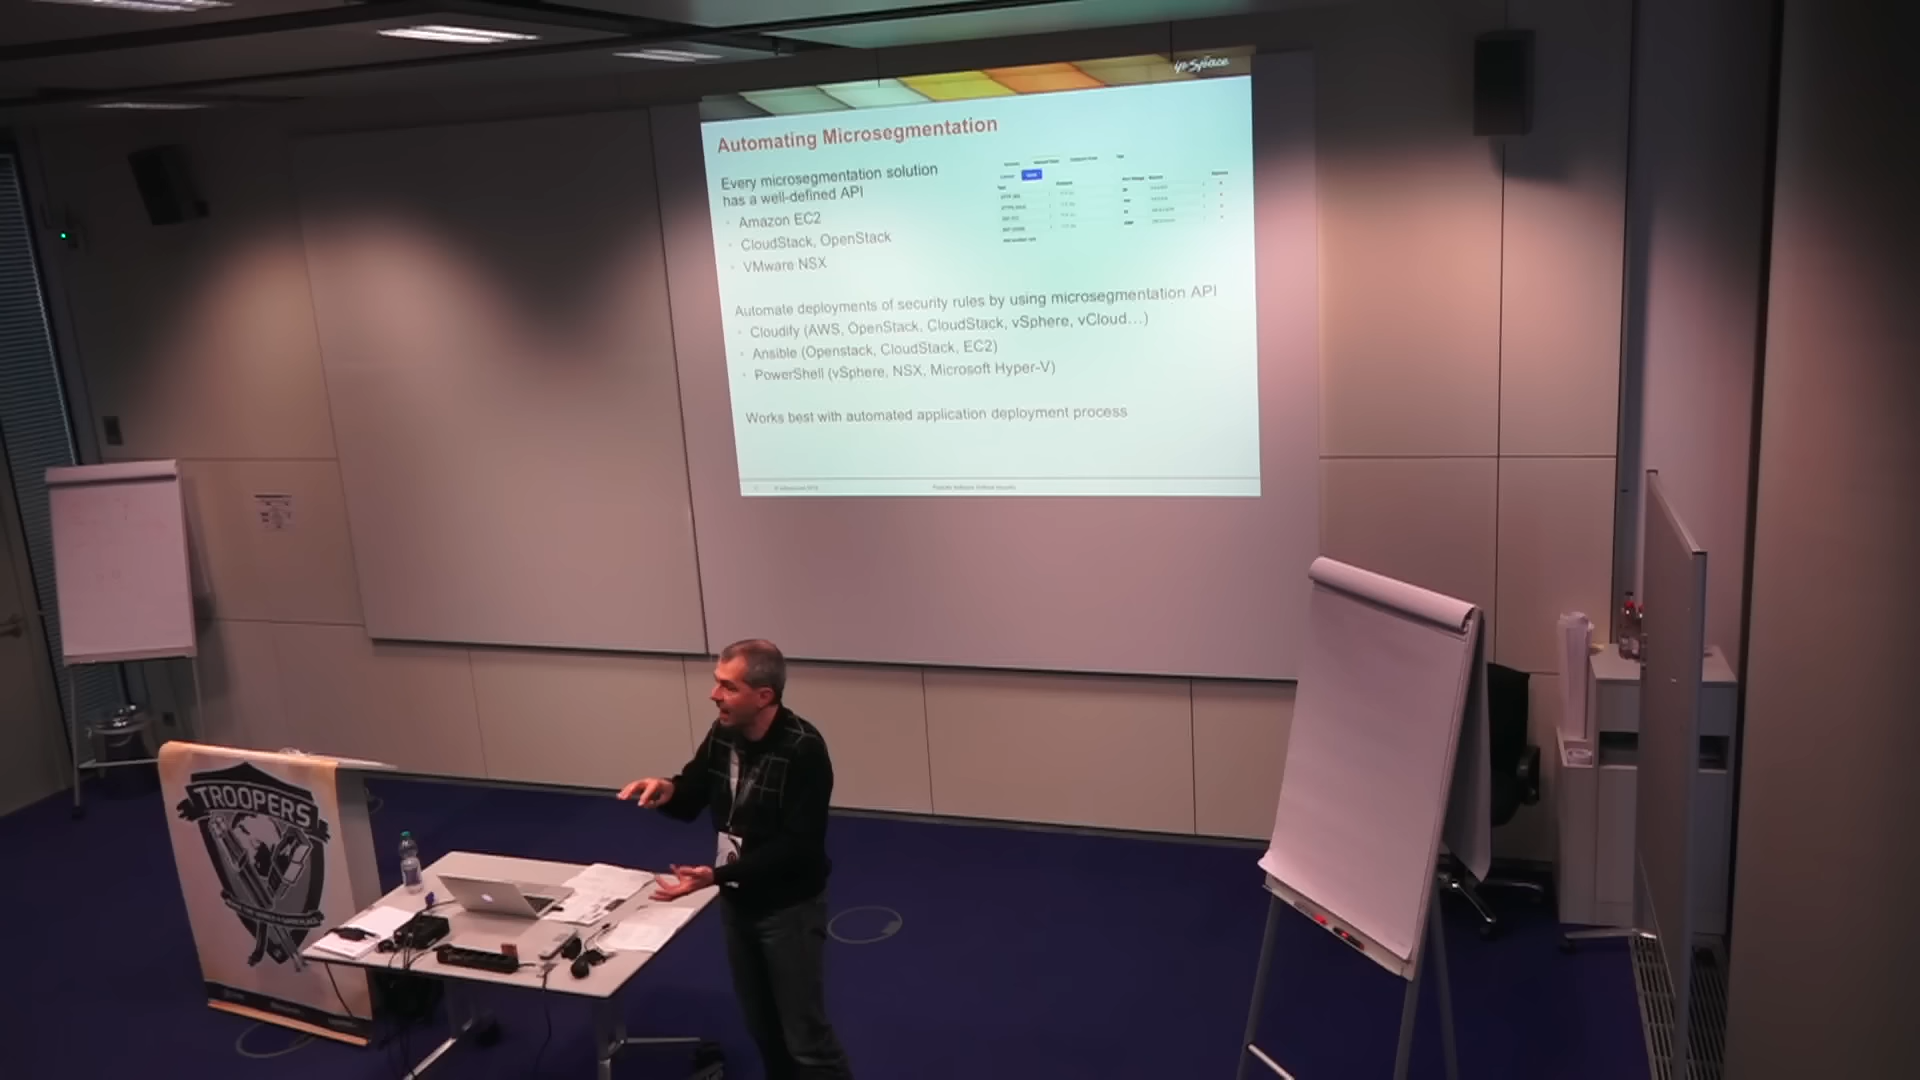 ipSpace
Automating Microsegmentation
Every microsegmentation solution
has a well-defined API
Amazon EC2
CloudStack, OpenStack
VMware NSX
Automate deployments of security rules by using microsegmentation API
Cloudify (AWS, OpenStack, CloudStack, vSphere, vCloud…)
Ansible (Openstack, CloudStack, EC2)
PowerShell (vSphere, NSX, Microsoft Hyper-V)
Works best with automated application deployment process
TROOPERS